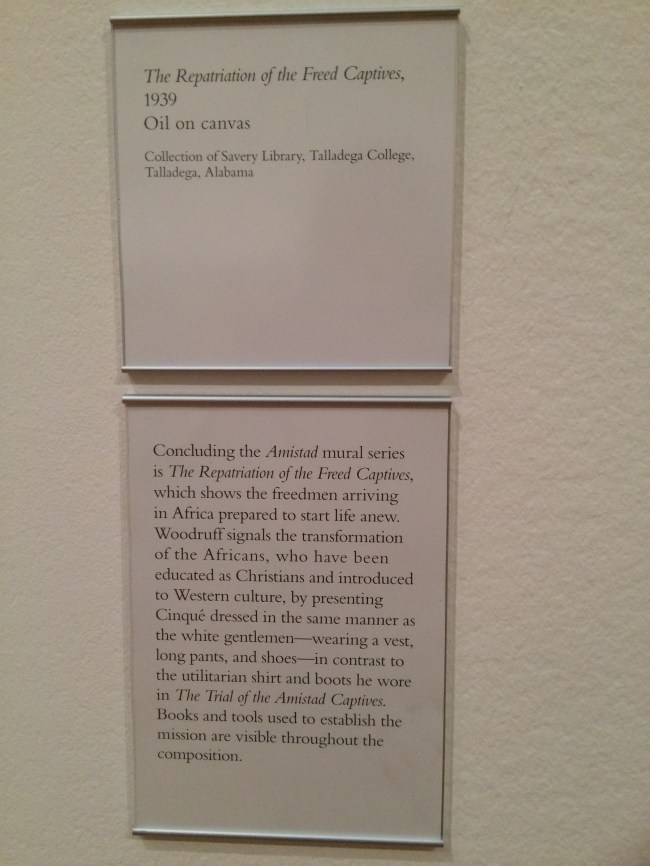 The Repatriation of the Freed Captives,
1939
Oil on canvas
Collection of Savery Library, Talladega College,
Talladega, Alabama
Concluding the Amistad mural series
is The Repatriation of the Freed Captives,
which shows the freedmen arriving
in Africa prepared to start life anew.
Woodruff signals the transformation
of the Africans, who have been
educated as Christians and introduced
to Western culture, by presenting
Cinqué dressed in the same manner as
the white gentlemen—wearing a vest,
long pants, and shoes—in contrast to
the utilitarian shirt and boots he wore
in The Trial of the Amistad Captives.
Books and tools used to establish the
mission are visible throughout the
composition.